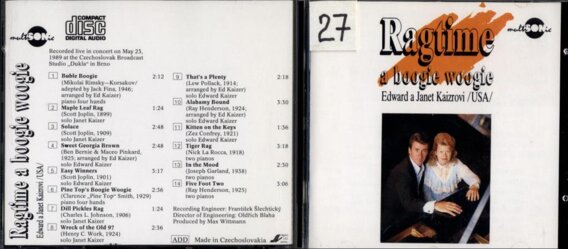 Ragtime a boogie woogie
Edward a Janet Kaizrovi /USA/
multiSONIC
COMPACT
disc
DIGITAL AUDIO
Recorded live in concert on May 25,
1989 at the Czechoslovak Broadcast
Studio „Dukla“ in Brno
1 Buble Boogie 2:12
(Mikolai Rimsky-Korsakov/
adapted by Jack Fina, 1946;
arranged by Ed Kaizer)
piano four hands
2 Maple Leaf Rag 2:24
(Scott Joplin, 1899)
solo Janet Kaizer
3 Solace 2:48
(Scott Joplin, 1909)
solo Janet Kaizer
4 Sweet Georgia Brown 2:44
(Ben Bernie & Maceo Pinkard,
1925; arranged by Ed Kaizer)
solo Edward Kaizer
5 Easy Winners 5:17
(Scott Joplin, 1901)
solo Edward Kaizer
6 Pine Top's Boogie Woogie 2:36
(Clarence „Pine Top“ Smith, 1929)
piano four hands
7 Dill Pickles Rag 1:24
(Charles L. Johnson, 1906)
solo Janet Kaizer
8 Wreck of the Old 97
(Henry C. Work, 1924)
solo Janet Kaizer
9 That's a Plenty 2:18
(Lew Pollack, 1914;
arranged by Ed Kaizer)
solo Edward Kaizer
10 Alabamy Bound 3:30
(Ray Henderson, 1924;
arranged by Ed Kaizer)
solo Edward Kaizer
11 Kitten on the Keys 1:26
(Zez Confrey, 1921)
solo Edward Kaizer
12 Tiger Rag 3:18
(Nick La Rocca, 1918)
two pianos
13 In the Mood 2:30
(Joseph Garland, 1938)
two pianos
14 Five Foot Two 3:06
(Ray Henderson, 1925)
two pianos
Recording Engineer: František Šlechtický
Director of Engineering: Oldřich Bláha
Produced by Max Wittmann
ADD Made in Czechoslovakia
27
multiSONIC
Ragtime
a boogie woogie
Edward a Janet Kaizrovi /USA/